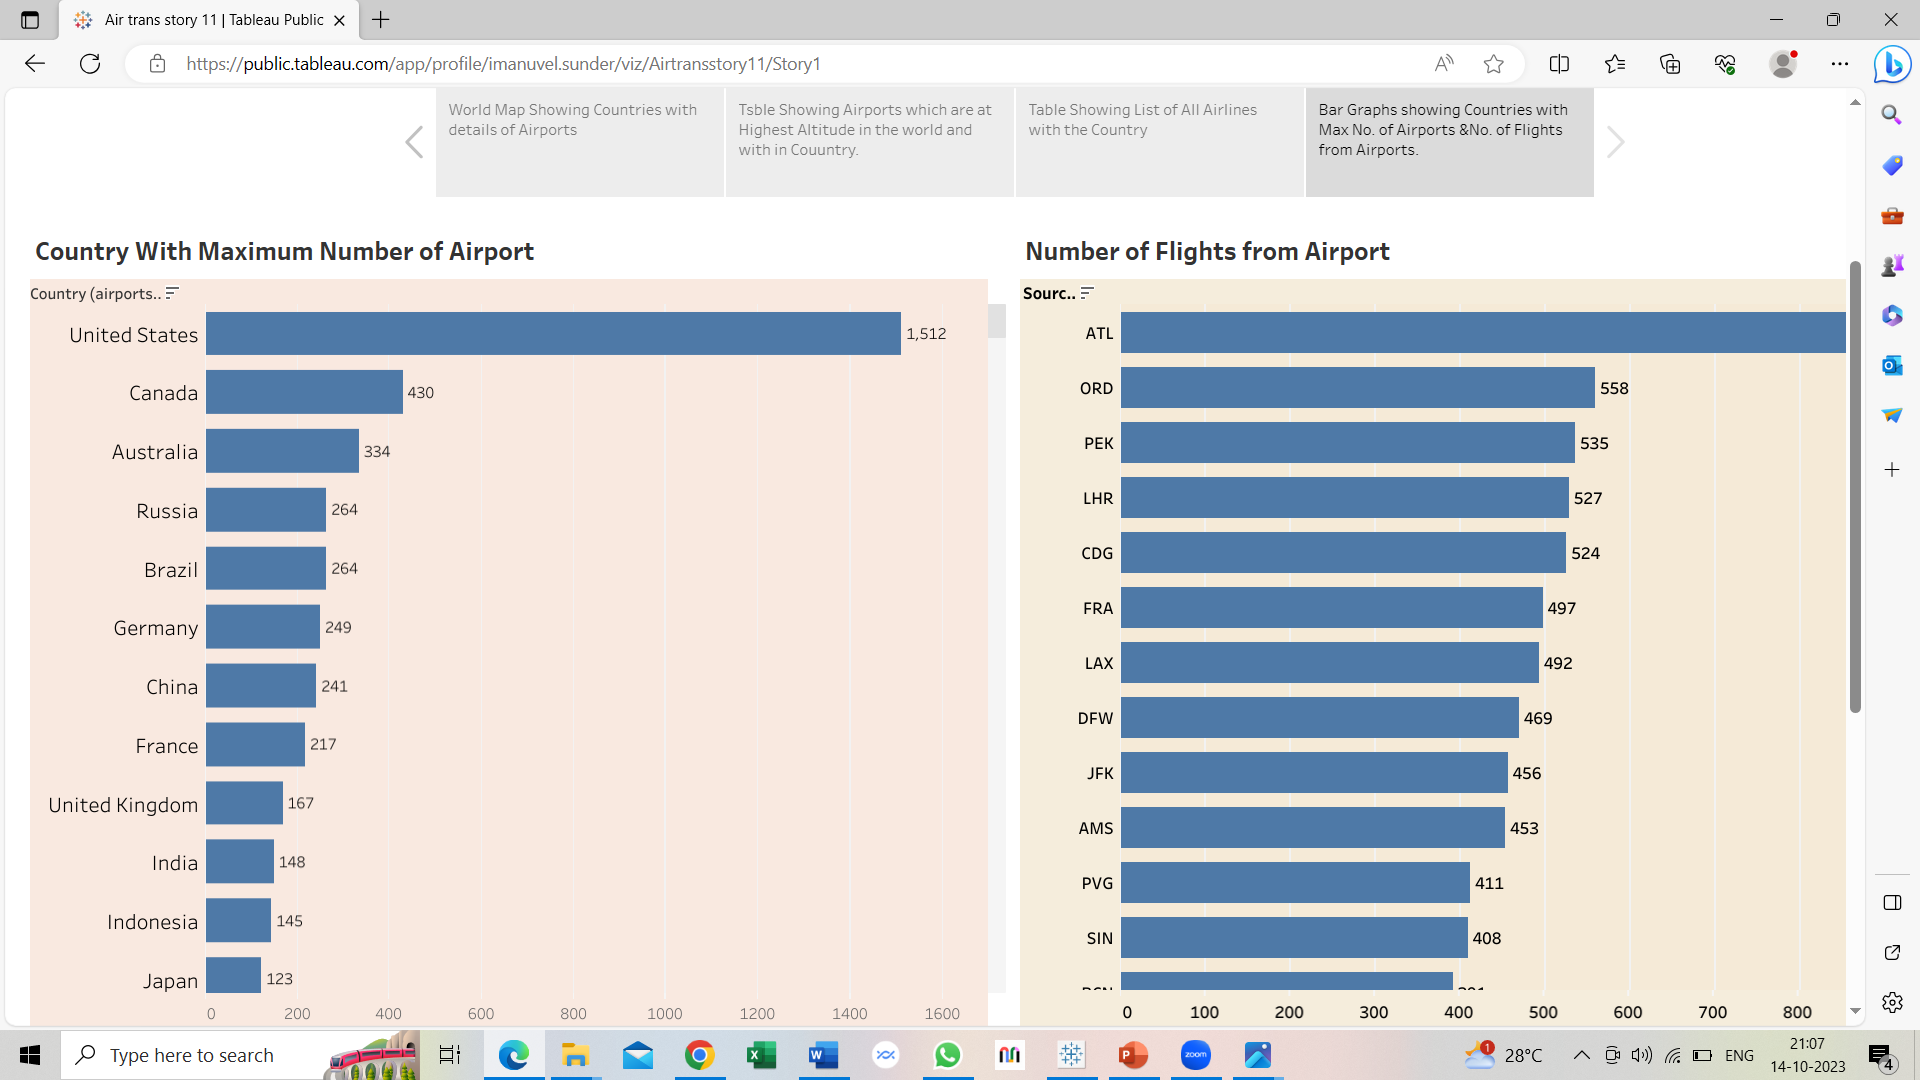 Air trans story 11 | Tableau Public
https://public.tableau.com/app/profile/imanuvel.sunder/viz/Airtransstory11/Story1
World Map Showing Countries with
details of Airports
Tsble Showing Airports which are at
Highest Altitude in the world and
with in Couuntry.
Table Showing List of All Airlines
with the Country
Bar Graphs showing Countries with
Max No. of Airports &No. of Flights
from Airports.
Country With Maximum Number of Airport
Country (airports..
United States 1,512
Canada 430
Australia 334
Russia 264
Brazil 264
Germany 249
China 241
France 217
United Kingdom 167
India 148
Indonesia 145
Japan 123
0 200 400 600 800 1000 1200 1400 1600
Number of Flights from Airport
Sourc..
ATL
ORD 558
PEK 535
LHR 527
CDG 524
FRA 497
LAX 492
DFW 469
JFK 456
AMS 453
PVG 411
SIN 408
0 100 200 300 400 500 600 700 800
Type here to search
zoom
1
28°C
ENG
21:07
14-10-2023
4